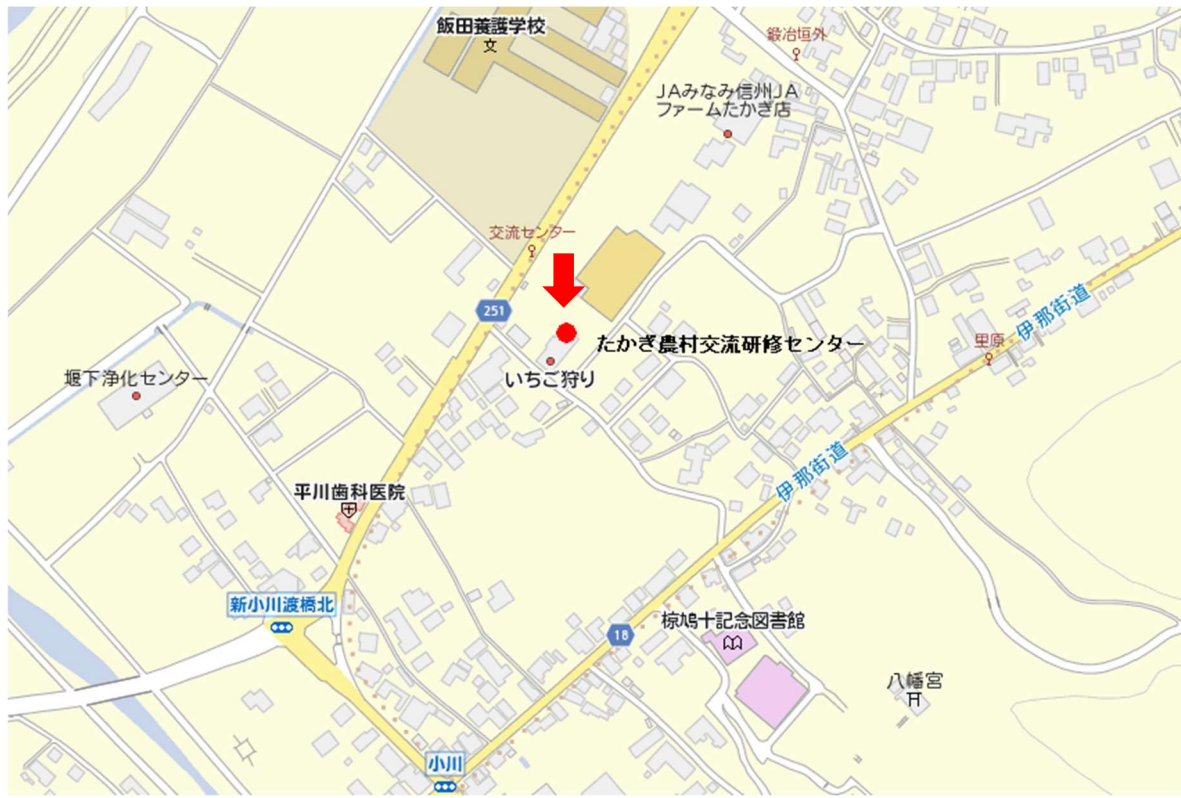 飯田養護学校
鍛冶垣外
JAみなみ信州JA
ファームたかぎ店
交流センター
251
伊那街道
里原
たかぎ農村交流研修センター
いちご狩り
堰下浄化センター
伊那街道
平川歯科医院
新小川渡橋北
18
椋鳩十記念図書館
八幡宮
小川